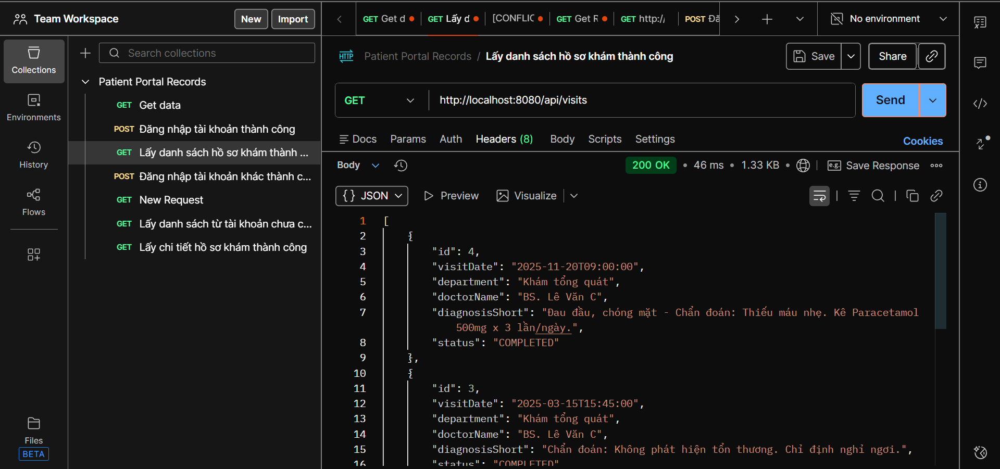 Team Workspace
New
Import
GET Get d
GET Lấy d
[CONFLIC
GET Get R
GET http:/
POST Đă
No environment
Collections
Environments
History
Flows
Files
BETA
Search collections
Patient Portal Records
GET Get data
POST Đăng nhập tài khoản thành công
GET Lấy danh sách hồ sơ khám thành ...
POST Đăng nhập tài khoản khác thành c...
GET New Request
GET Lấy danh sách từ tài khoản chưa c...
GET Lấy chi tiết hồ sơ khám thành công
HTTP Patient Portal Records / Lấy danh sách hồ sơ khám thành công
Save
Share
GET http://localhost:8080/api/visits
Send
Docs Params Auth Headers (8) Body Scripts Settings
Cookies
Body
200 OK • 46 ms • 1.33 KB •
e.g. Save Response
{} JSON
Preview
Visualize
1 [
2 {
3 "id": 4,
4 "visitDate": "2025-11-20T09:00:00",
5 "department": "Khám tổng quát",
6 "doctorName": "BS. Lê Văn C",
7 "diagnosisShort": "Đau đầu, chóng mặt - Chẩn đoán: Thiếu máu nhẹ. Kê Paracetamol
500mg x 3 lần/ngày.",
8 "status": "COMPLETED"
9 },
10 {
11 "id": 3,
12 "visitDate": "2025-03-15T15:45:00",
13 "department": "Khám tổng quát",
14 "doctorName": "BS. Lê Văn C",
15 "diagnosisShort": "Chẩn đoán: Không phát hiện tổn thương. Chỉ định nghỉ ngơi.",
16 "status": "COMPLETED"